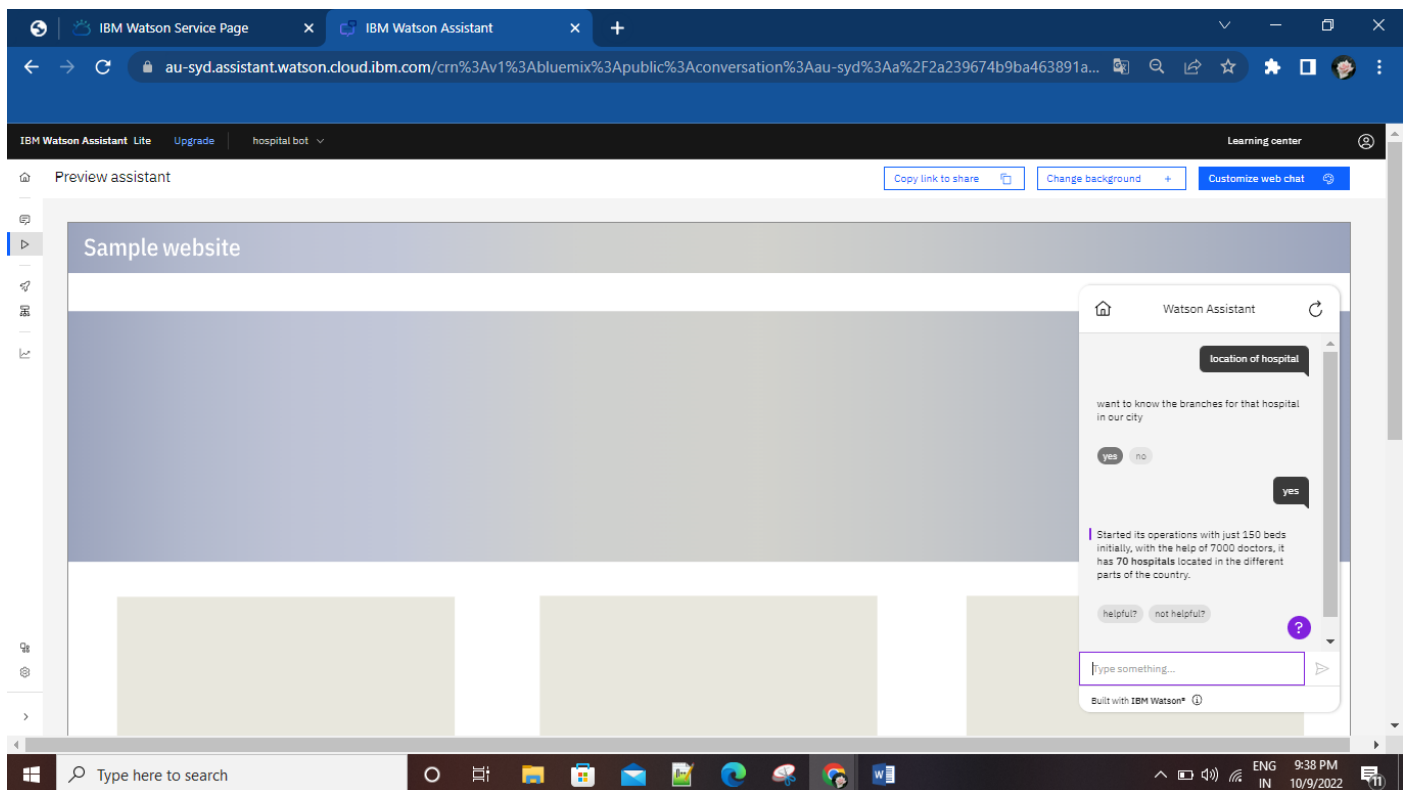 IBM Watson Service Page
IBM Watson Assistant
au-syd.assistant.watson.cloud.ibm.com/crn%3Av1%3Abluemix%3Apublic%3Aconversation%3Aau-syd%3Aa%2F2a239674b9ba463891a...
IBM Watson Assistant Lite Upgrade hospital bot Learning center
Preview assistant Copy link to share Change background + Customize web chat
Sample website
Watson Assistant
location of hospital
want to know the branches for that hospital
in our city
yes no
yes
Started its operations with just 150 beds
initially, with the help of 7000 doctors, it
has 70 hospitals located in the different
parts of the country.
helpful? not helpful?
?
Type something...
Built with IBM Watson®
Type here to search
ENG 9:38 PM
IN 10/9/2022